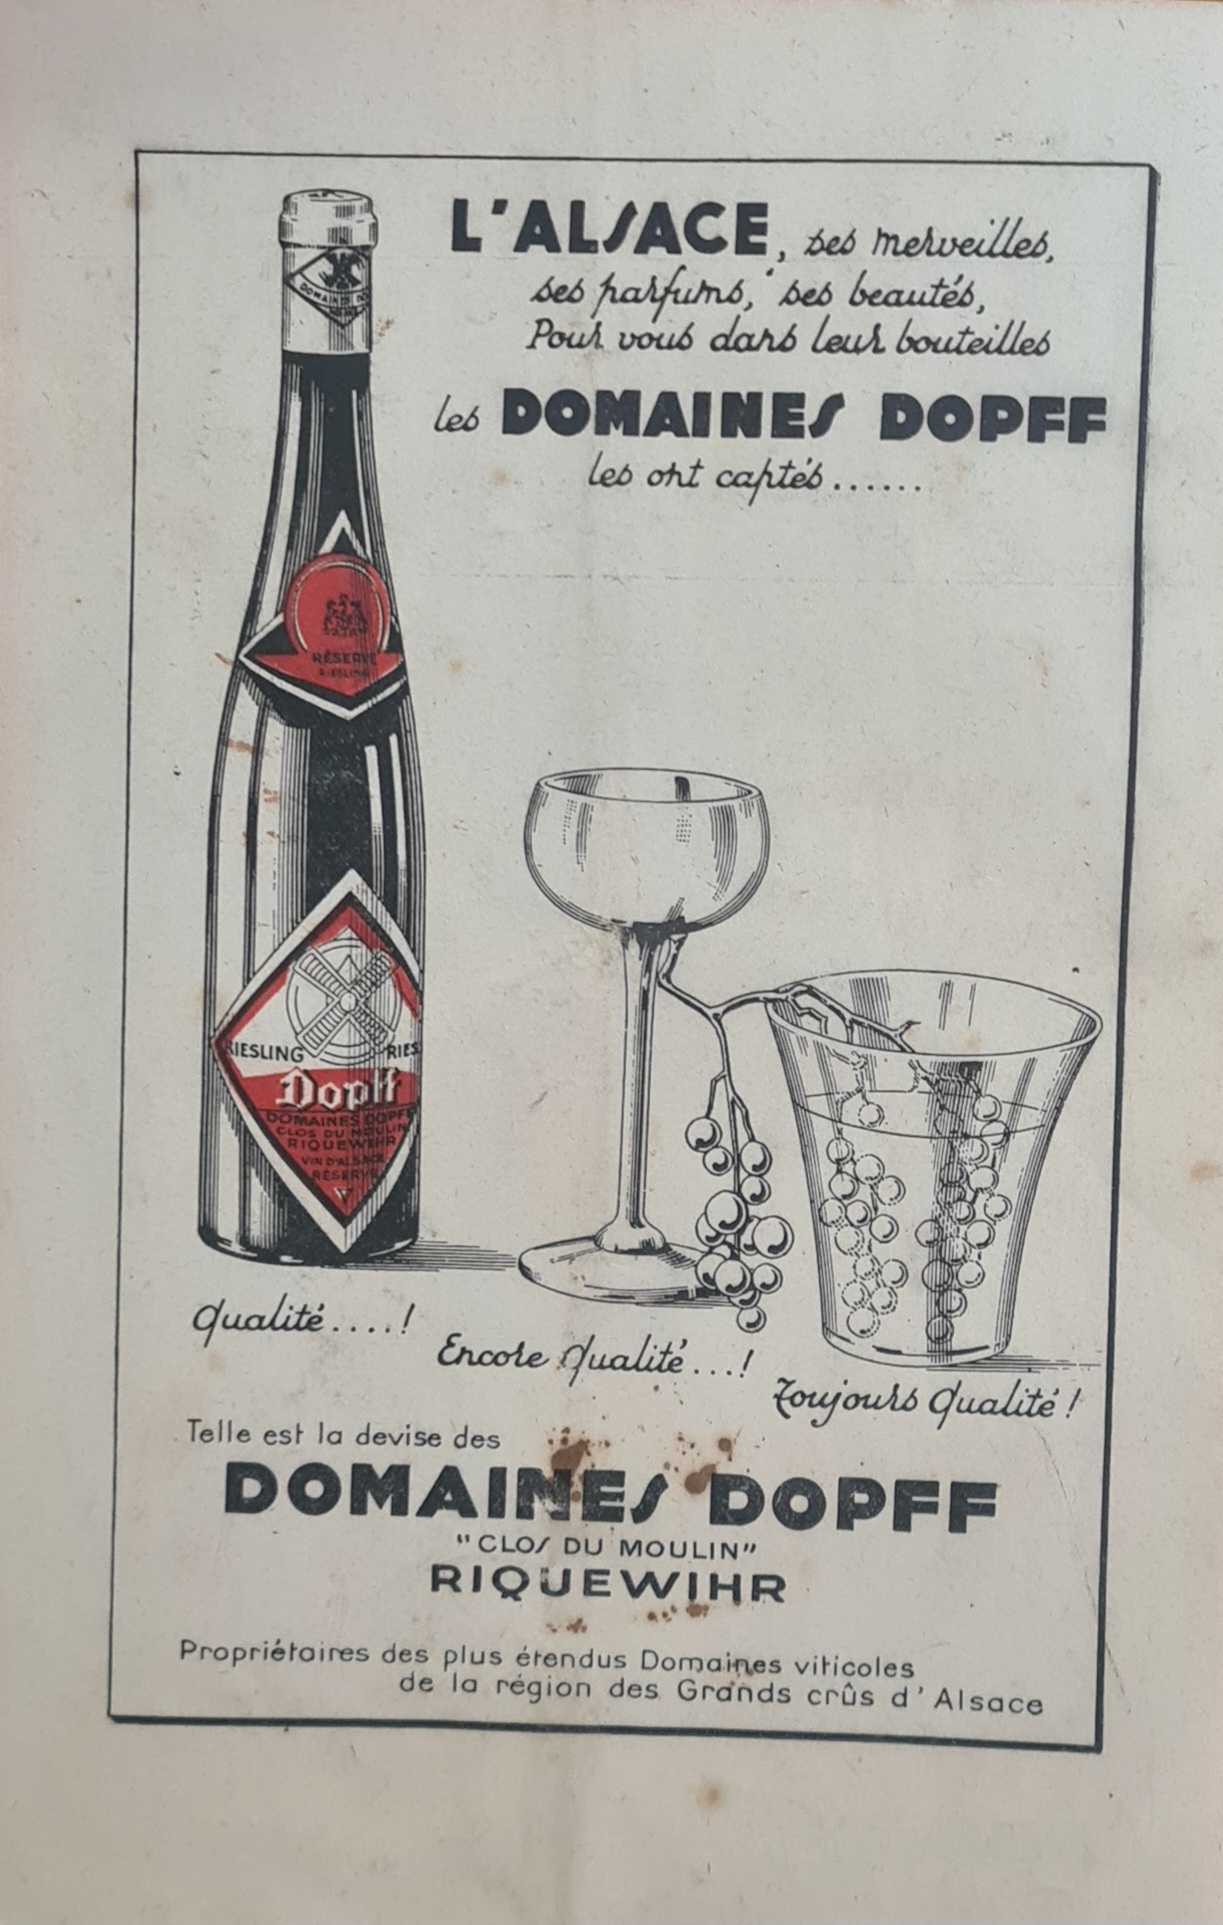 L'ALSACE, ses merveilles,
ses parfums, ses beautés,
Pour vous dans leur bouteilles
les DOMAINES DOPFF
les ont captés......
DOMAINES DO
RÉSERVE
RIESLING
RIESLING RIES
Dopff
DOMAINES DOPFF
CLOS DU MOULIN
RIQUEWIHR
VIN D'ALSACE
RÉSERVE
Qualité....!
Encore Qualité...!
Toujours Qualité!
Telle est la devise des
DOMAINES DOPFF
"CLOS DU MOULIN"
RIQUEWIHR
Propriétaires des plus étendus Domaines viticoles
de la région des Grands crûs d'Alsace